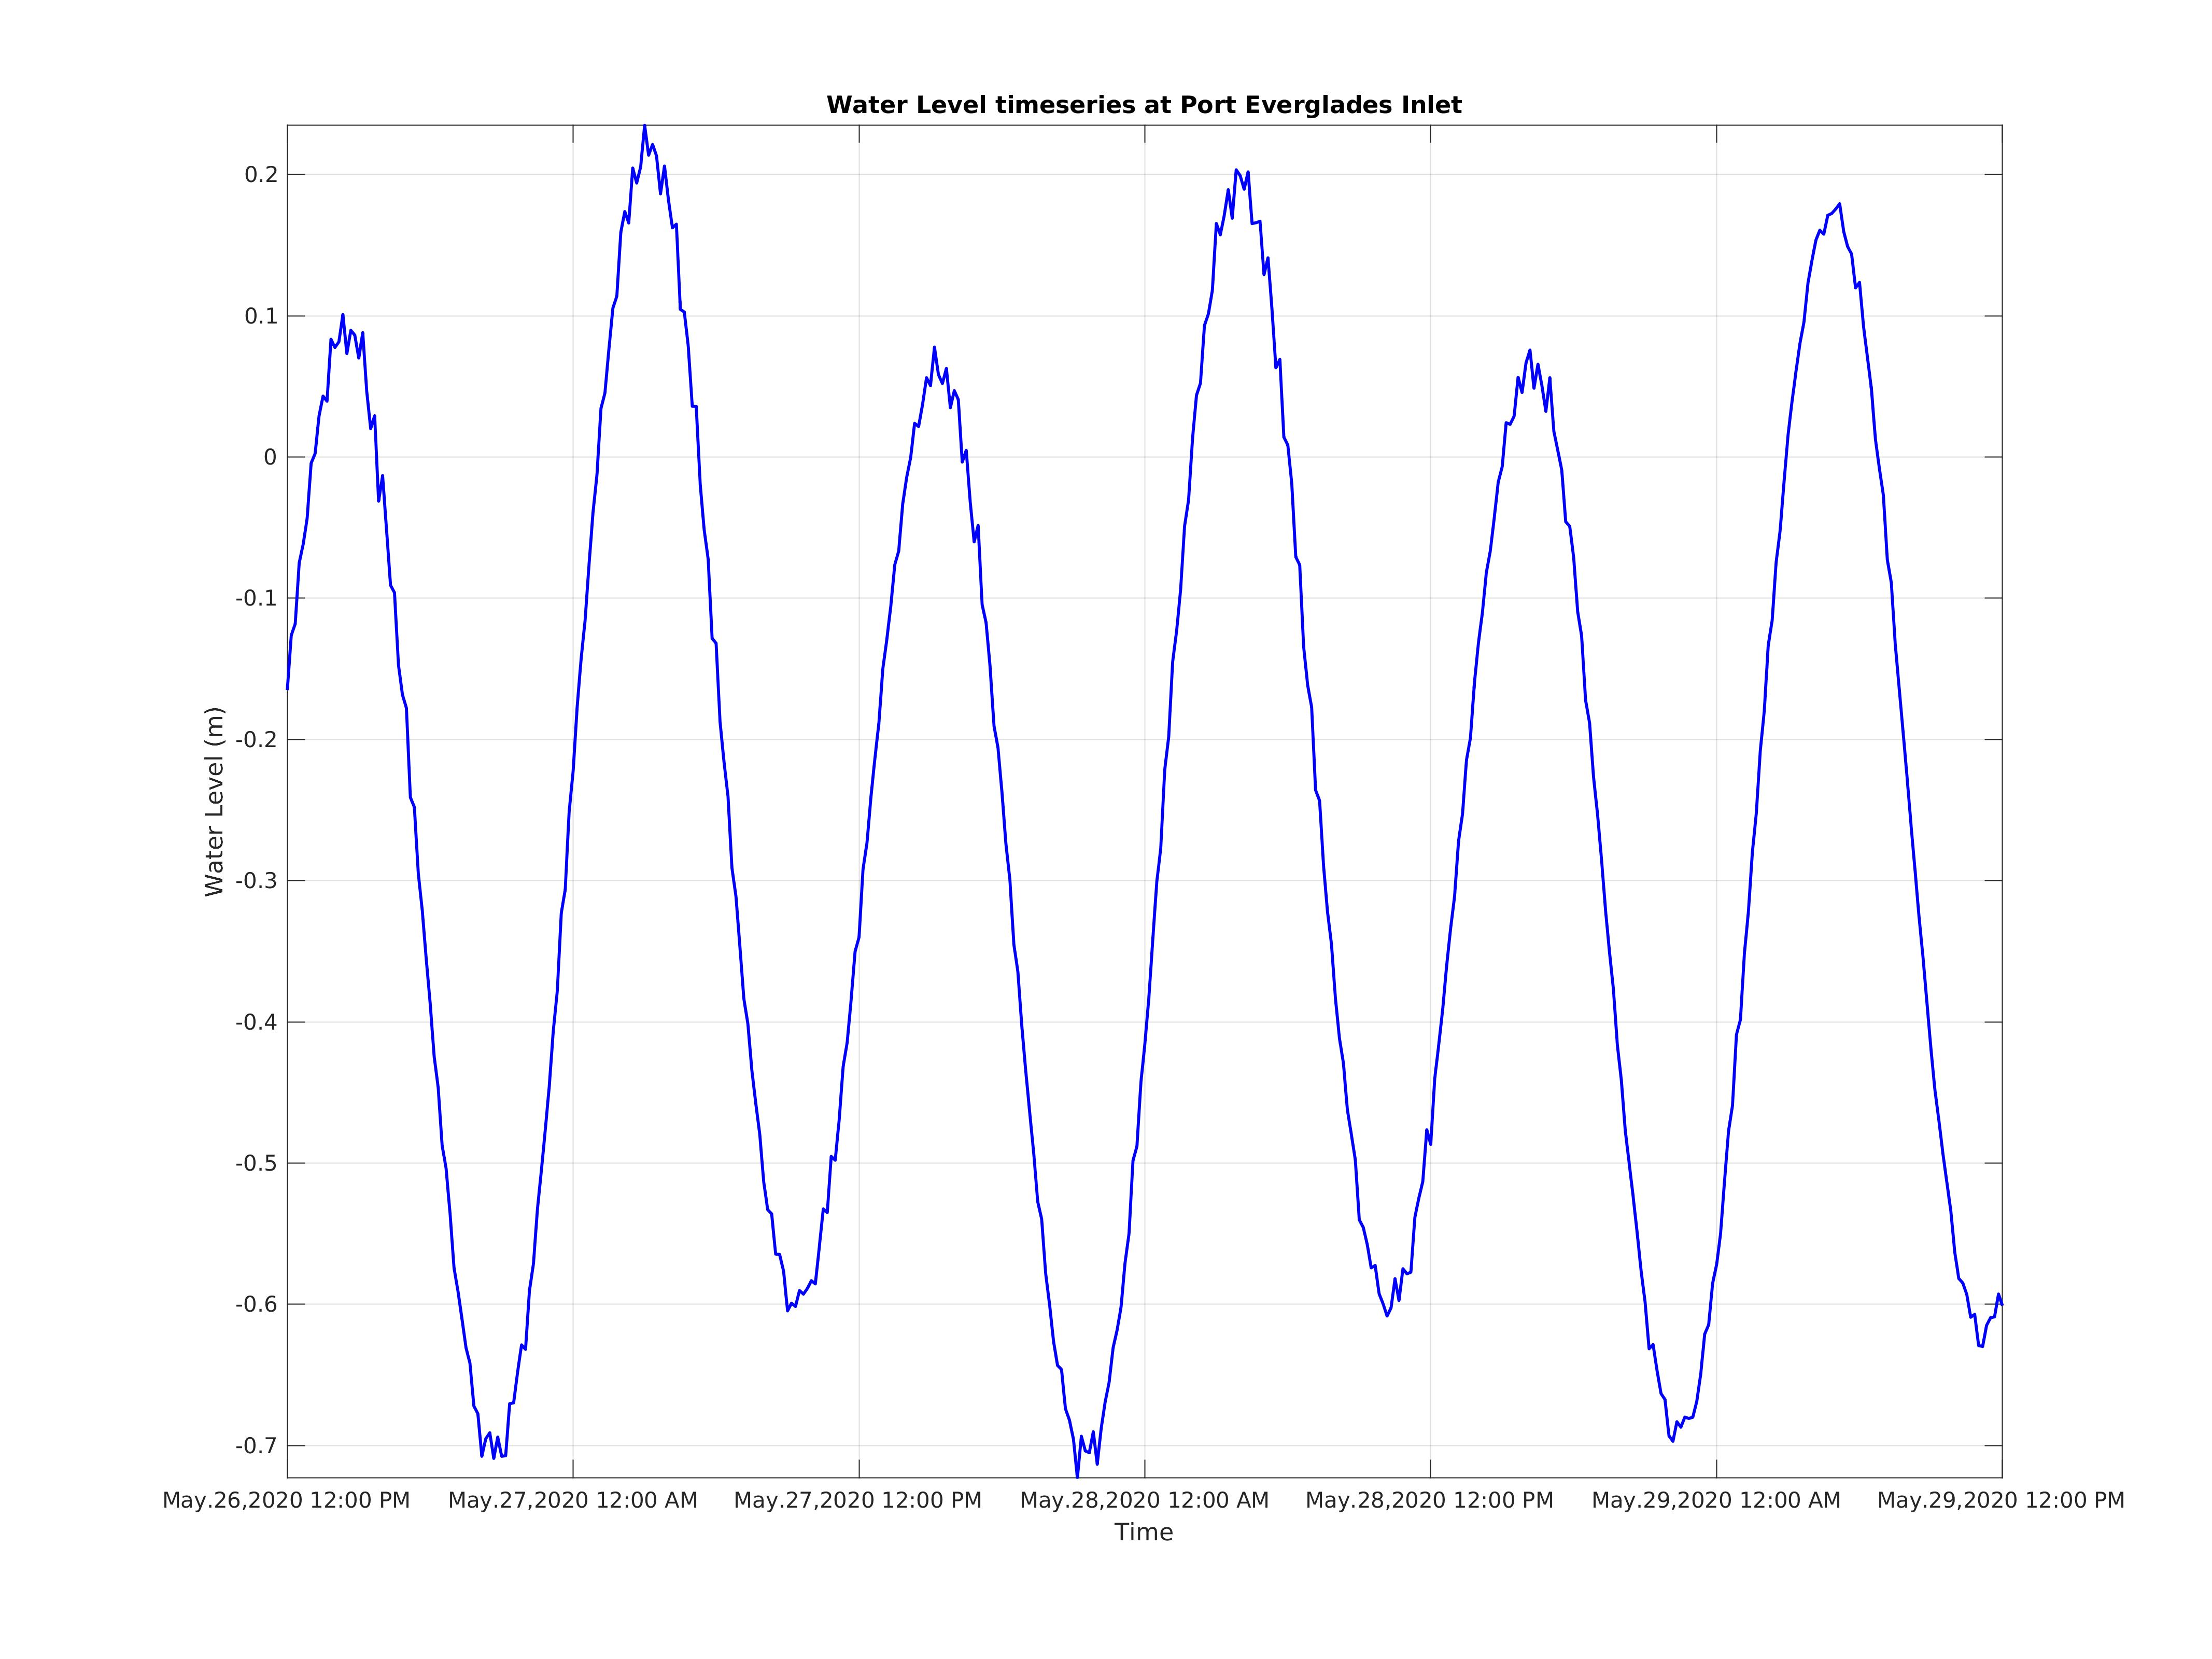 Water Level timeseries at Port Everglades Inlet
0.2
0.1
0
-0.1
-0.2
-0.3
-0.4
-0.5
-0.6
-0.7
Water Level (m)
May.26,2020 12:00 PM May.27,2020 12:00 AM May.27,2020 12:00 PM May.28,2020 12:00 AM May.28,2020 12:00 PM May.29,2020 12:00 AM May.29,2020 12:00 PM
Time